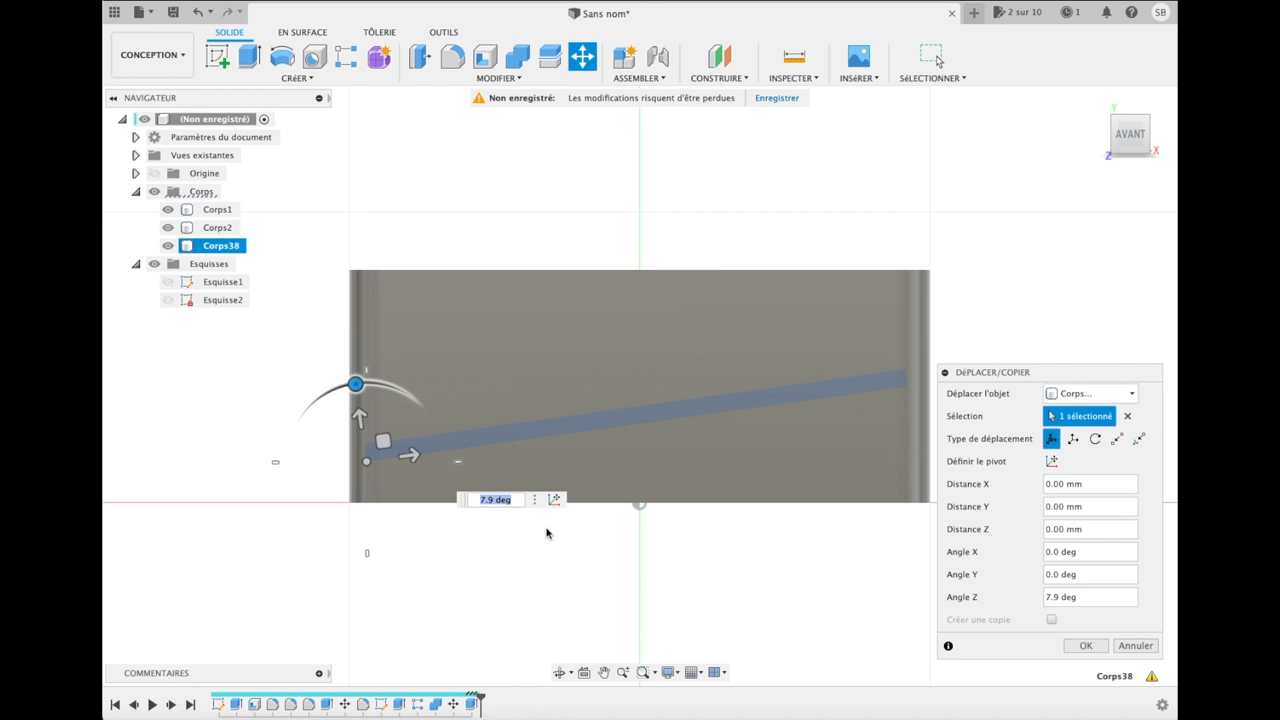 Sans nom*
2 sur 10
1
SB
CONCEPTION
SOLIDE
EN SURFACE
TÔLERIE
OUTILS
CRéER
MODIFIER
ASSEMBLER
CONSTRUIRE
INSPECTER
INSéRER
SéLECTIONNER
NAVIGATEUR
Non enregistré: Les modifications risquent d'être perdues Enregistrer
(Non enregistré)
Paramètres du document
Vues existantes
Origine
Corps
Corps1
Corps2
Corps38
Esquisses
Esquisse1
Esquisse2
Y
AVANT
X
Z
7.9 deg
DéPLACER/COPIER
Déplacer l'objet Corps...
Sélection 1 sélectionné
Type de déplacement
Définir le pivot
Distance X 0.00 mm
Distance Y 0.00 mm
Distance Z 0.00 mm
Angle X 0.0 deg
Angle Y 0.0 deg
Angle Z 7.9 deg
Créer une copie
OK Annuler
COMMENTAIRES
Corps38